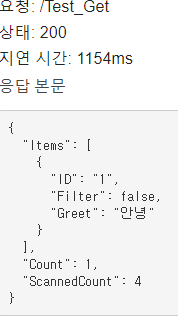 요청: /Test_Get
상태: 200
지연 시간: 1154ms
응답 본문
{
  "Items": [
    {
      "ID": "1",
      "Filter": false,
      "Greet": "안녕"
    }
  ],
  "Count": 1,
  "ScannedCount": 4
}